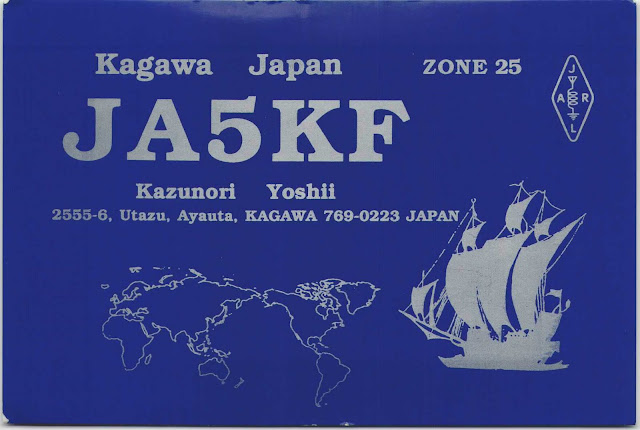 Kagawa Japan ZONE 25
JARL
JA5KF
Kazunori Yoshii
2555-6, Utazu, Ayauta, KAGAWA 769-0223 JAPAN